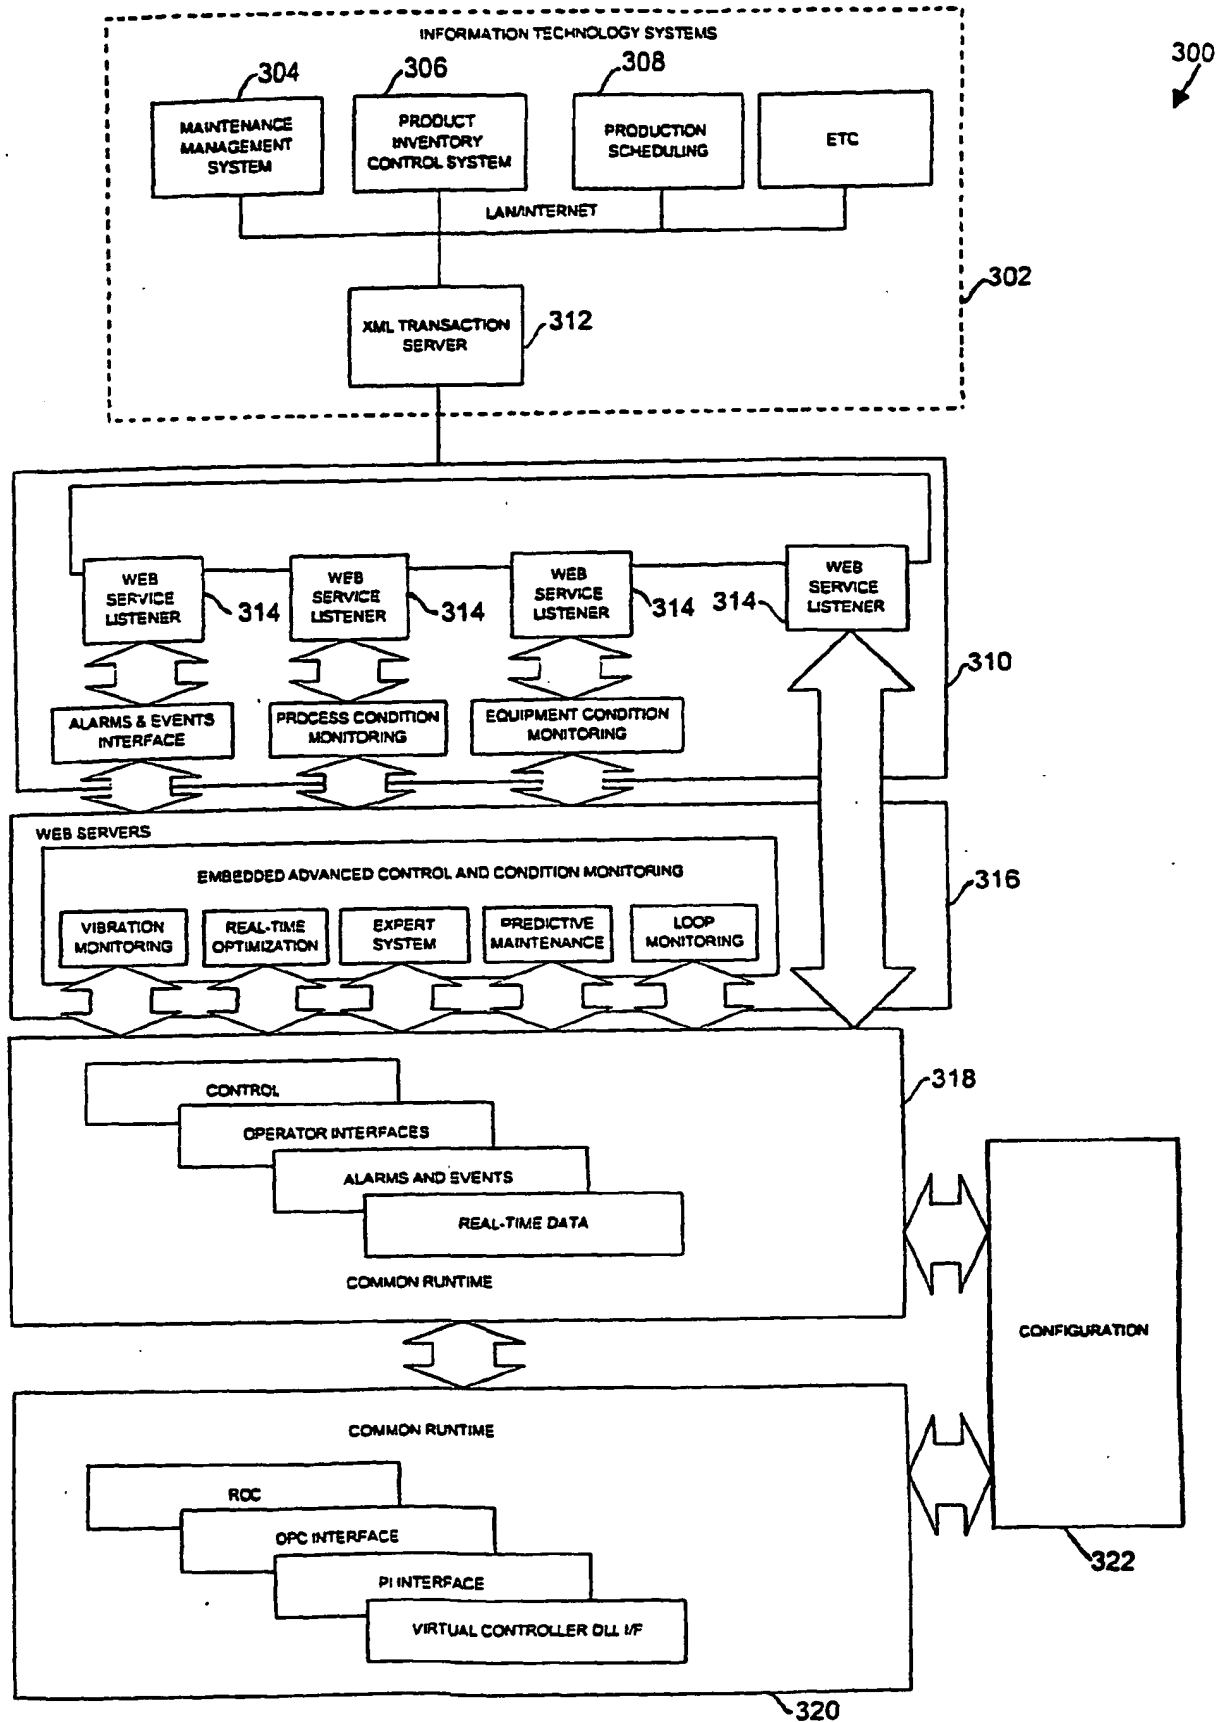 INFORMATION TECHNOLOGY SYSTEMS
300
304
306
308
MAINTENANCE
MANAGEMENT
SYSTEM
PRODUCT
INVENTORY
CONTROL SYSTEM
PRODUCTION
SCHEDULING
ETC
LAN/INTERNET
302
XML TRANSACTION
SERVER
312
WEB
SERVICE
LISTENER
314
WEB
SERVICE
LISTENER
314
WEB
SERVICE
LISTENER
314
314
WEB
SERVICE
LISTENER
310
ALARMS & EVENTS
INTERFACE
PROCESS CONDITION
MONITORING
EQUIPMENT CONDITION
MONITORING
WEB SERVERS
EMBEDDED ADVANCED CONTROL AND CONDITION MONITORING
316
VIBRATION
MONITORING
REAL-TIME
OPTIMIZATION
EXPERT
SYSTEM
PREDICTIVE
MAINTENANCE
LOOP
MONITORING
318
CONTROL
OPERATOR INTERFACES
ALARMS AND EVENTS
REAL-TIME DATA
COMMON RUNTIME
CONFIGURATION
322
COMMON RUNTIME
ROC
OPC INTERFACE
PI INTERFACE
VIRTUAL CONTROLLER DLL I/F
320